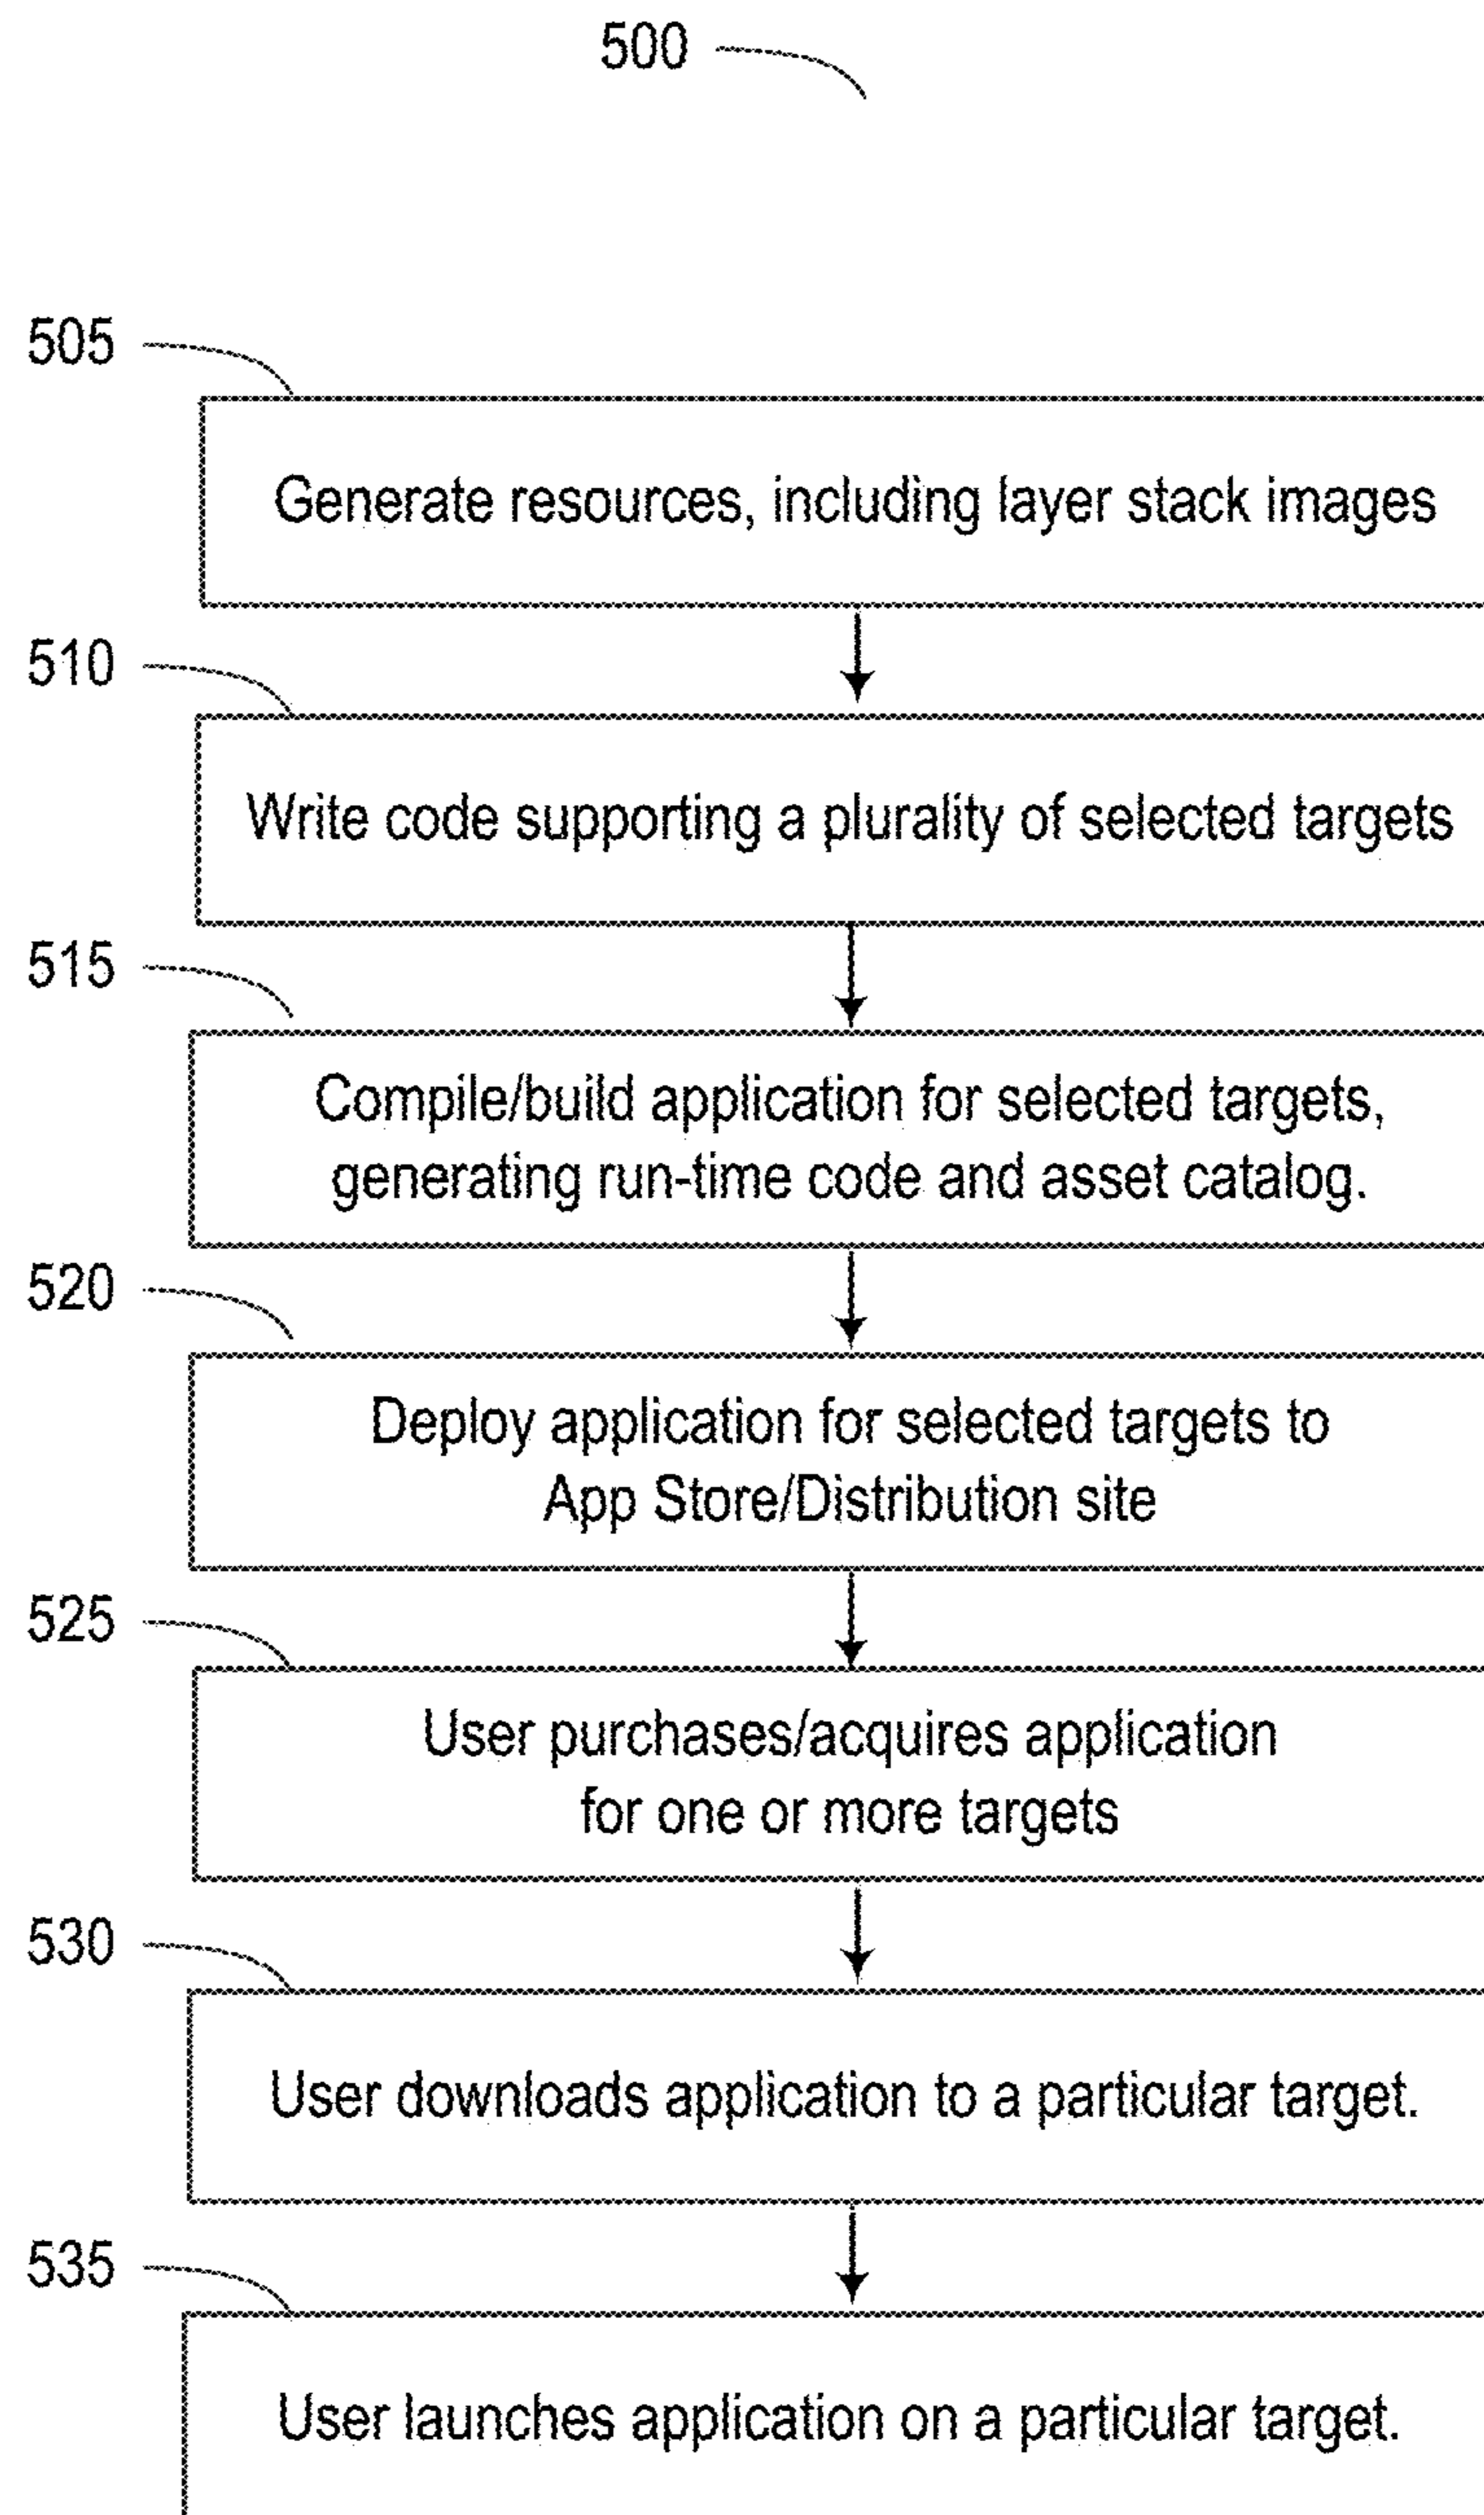 500
505
Generate resources, including layer stack images
510
Write code supporting a plurality of selected targets
515
Compile/build application for selected targets,
generating run-time code and asset catalog.
520
Deploy application for selected targets to
App Store/Distribution site
525
User purchases/acquires application
for one or more targets
530
User downloads application to a particular target.
535
User launches application on a particular target.